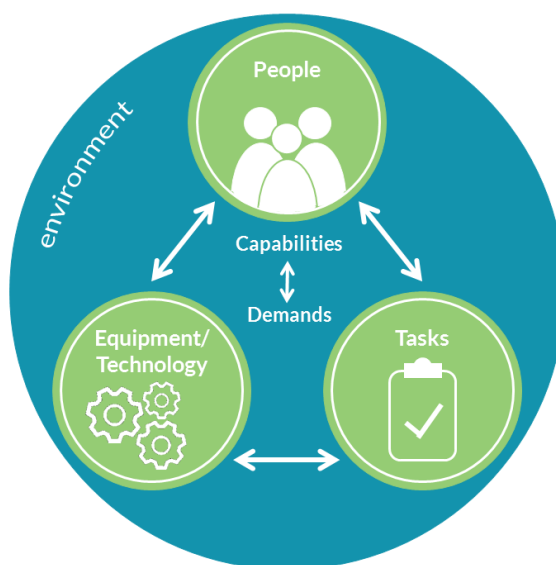 People
environment
Capabilities
Demands
Equipment/
Technology
Tasks